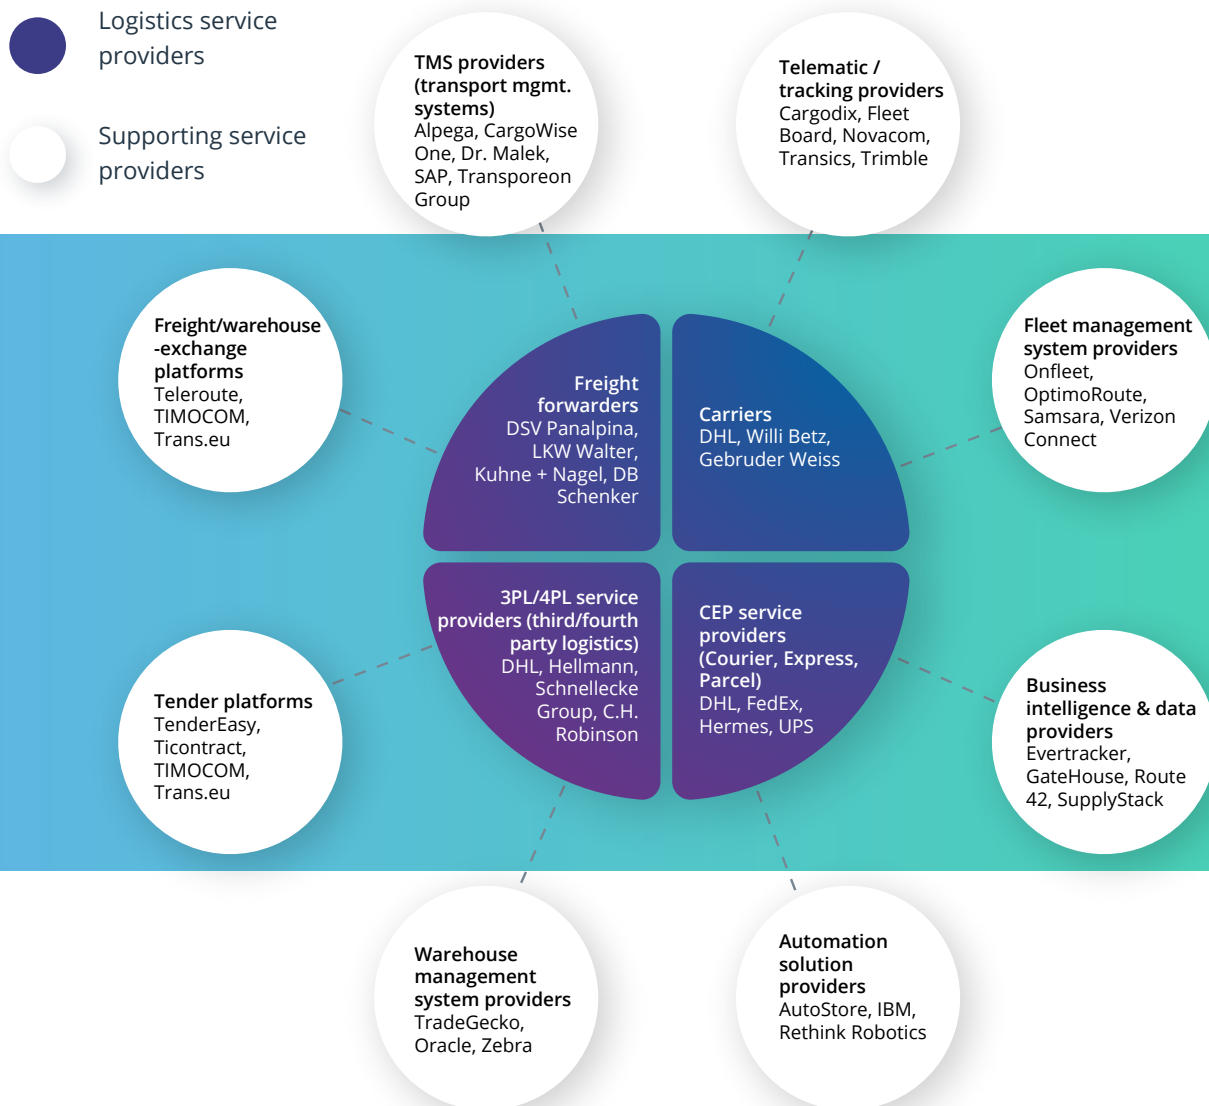 Logistics service
providers
Supporting service
providers
TMS providers
(transport mgmt.
systems)
Alpega, CargoWise
One, Dr. Malek,
SAP, Transporeon
Group
Telematic /
tracking providers
Cargodix, Fleet
Board, Novacom,
Transics, Trimble
Freight/warehouse
-exchange
platforms
Teleroute,
TIMOCOM,
Trans.eu
Freight
forwarders
DSV Panalpina,
LKW Walter,
Kuhne + Nagel, DB
Schenker
Carriers
DHL, Willi Betz,
Gebruder Weiss
Fleet management
system providers
Onfleet,
OptimoRoute,
Samsara, Verizon
Connect
Tender platforms
TenderEasy,
Ticontract,
TIMOCOM,
Trans.eu
3PL/4PL service
providers (third/fourth
party logistics)
DHL, Hellmann,
Schnellecke
Group, C.H.
Robinson
CEP service
providers
(Courier, Express,
Parcel)
DHL, FedEx,
Hermes, UPS
Business
intelligence & data
providers
Evertracker,
GateHouse, Route
42, SupplyStack
Warehouse
management
system providers
TradeGecko,
Oracle, Zebra
Automation
solution
providers
AutoStore, IBM,
Rethink Robotics